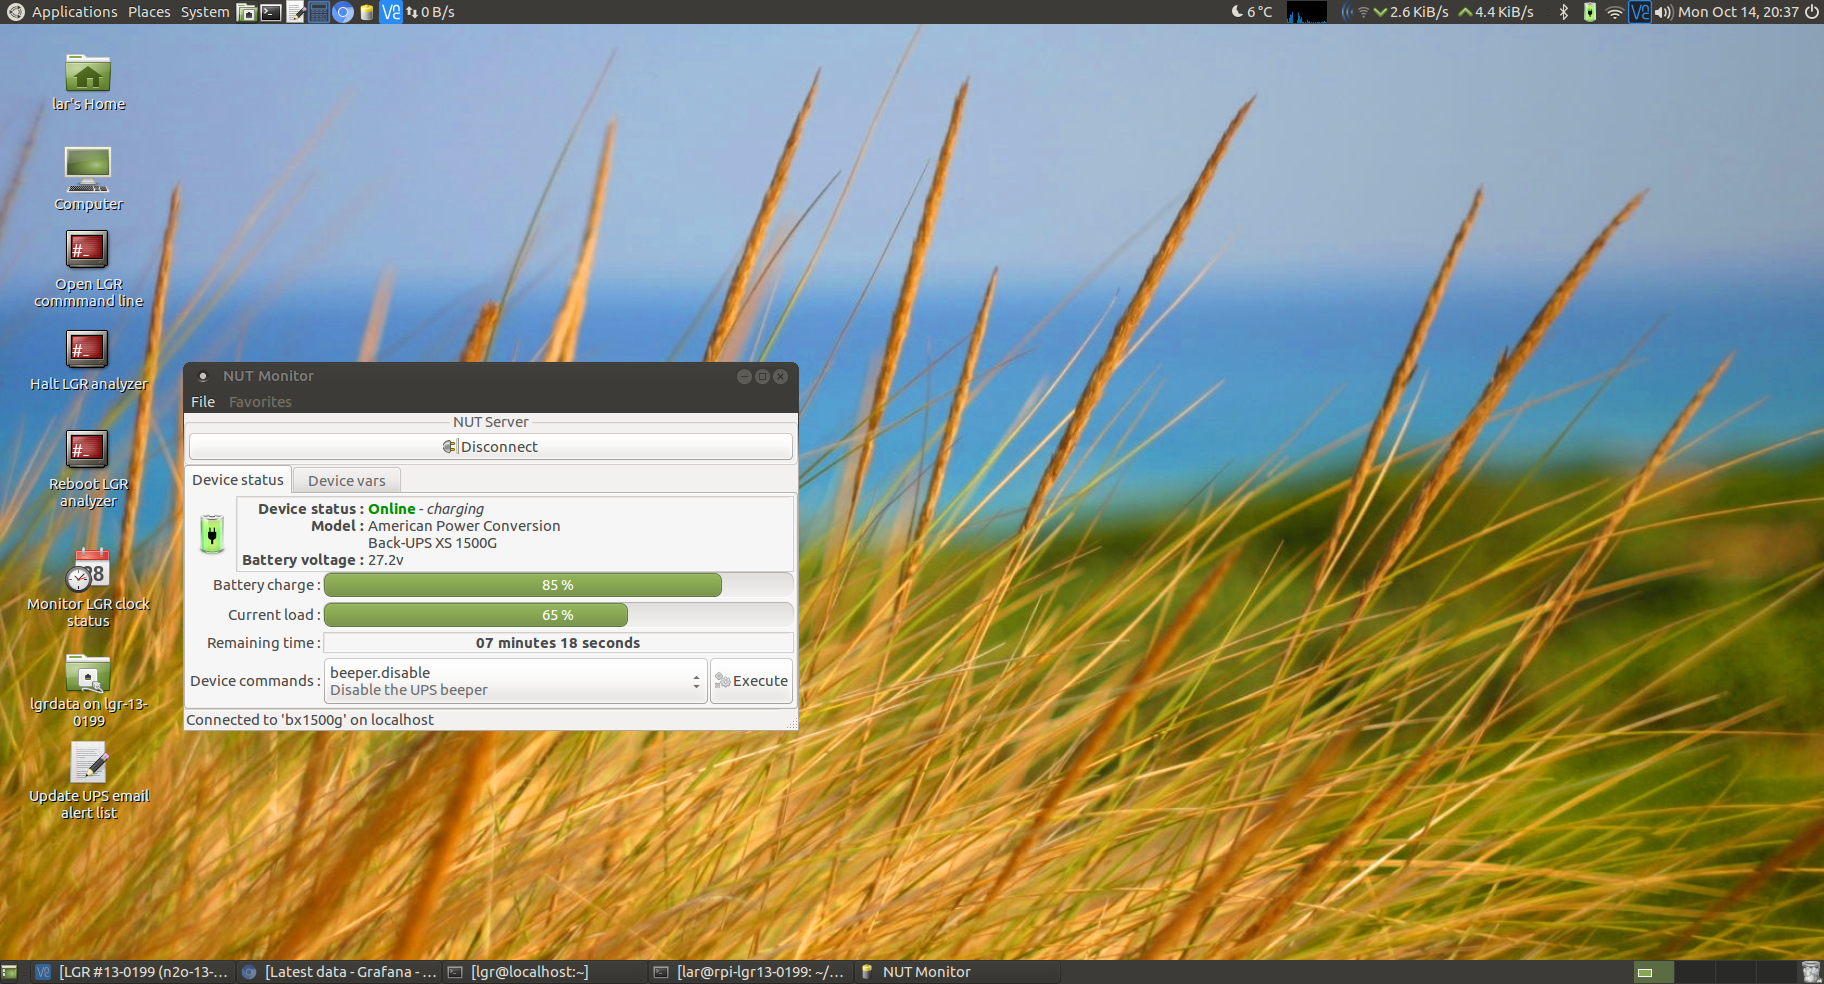 Applications Places System 0 B/s 6 °C 2.6 KiB/s 4.4 KiB/s Mon Oct 14, 20:37
lar's Home
Computer
#_
Open LGR
commmand line
#_
Halt LGR analyzer
#_
Reboot LGR
analyzer
28
Monitor LGR clock
status
lgrdata on lgr-13-
0199
Update UPS email
alert list
NUT Monitor
File Favorites
NUT Server
Disconnect
Device status Device vars
Device status : Online - charging
Model : American Power Conversion
Back-UPS XS 1500G
Battery voltage : 27.2v
Battery charge : 85 %
Current load : 65 %
Remaining time : 07 minutes 18 seconds
Device commands : beeper.disable
Disable the UPS beeper
Execute
Connected to 'bx1500g' on localhost
[LGR #13-0199 (n2o-13-... [Latest data - Grafana - ... [lgr@localhost:~] [lar@rpi-lgr13-0199: ~/... NUT Monitor